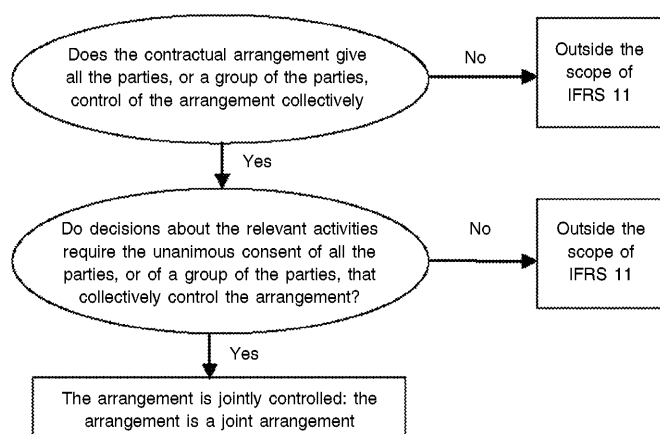 Does the contractual arrangement give
all the parties, or a group of the parties,
control of the arrangement collectively
No
Outside the
scope of
IFRS 11
Yes
Do decisions about the relevant activities
require the unanimous consent of all the
parties, or of a group of the parties, that
collectively control the arrangement?
No
Outside the
scope of
IFRS 11
Yes
The arrangement is jointly controlled: the
arrangement is a joint arrangement